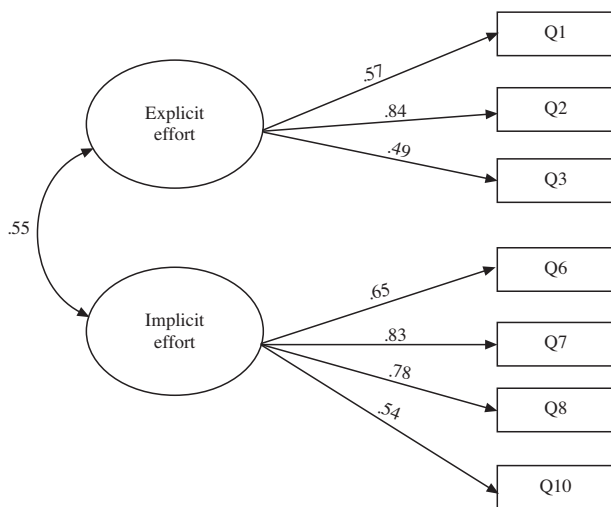 Q1
.57
Explicit
effort
.84
Q2
.49
Q3
.55
Q6
.65
Implicit
effort
.83
Q7
.78
Q8
.54
Q10